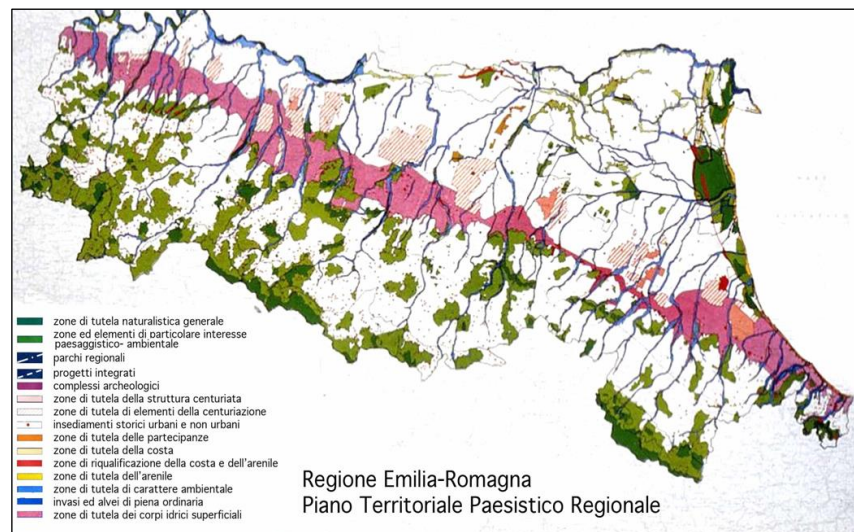 zone di tutela naturalistica generale
zone ed elementi di particolare interesse
paesaggistico- ambientale
parchi regionali
progetti integrati
complessi archeologici
zone di tutela della struttura centuriata
zone di tutela di elementi della centuriazione
insediamenti storici urbani e non urbani
zone di tutela delle partecipanze
zone di tutela della costa
zone di riqualificazione della costa e dell'arenile
zone di tutela dell'arenile
zone di tutela di carattere ambientale
invasi ed alvei di piena ordinaria
zone di tutela dei corpi idrici superficiali
Regione Emilia-Romagna
Piano Territoriale Paesistico Regionale